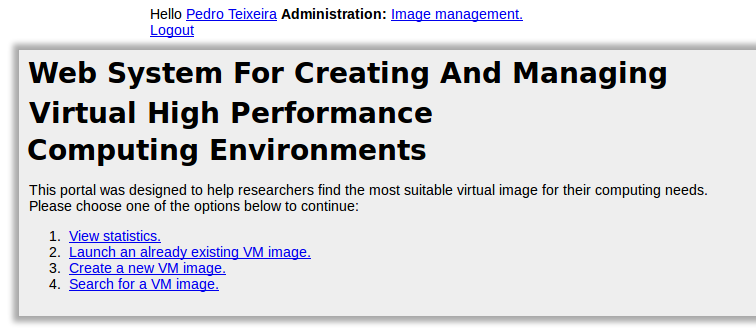 Hello Pedro Teixeira Administration: Image management.
Logout
Web System For Creating And Managing
Virtual High Performance
Computing Environments
This portal was designed to help researchers find the most suitable virtual image for their computing needs.
Please choose one of the options below to continue:
1. View statistics.
2. Launch an already existing VM image.
3. Create a new VM image.
4. Search for a VM image.